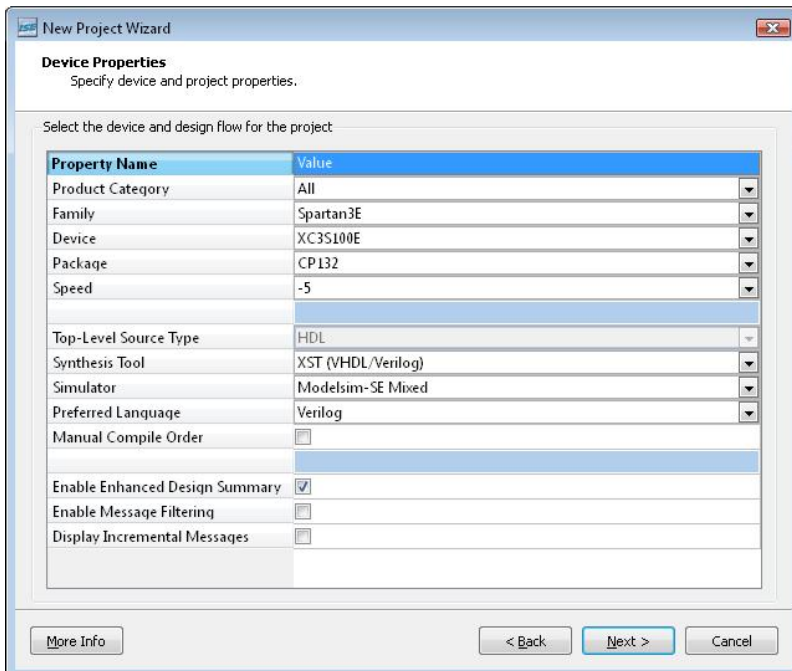 ISE New Project Wizard
Device Properties
Specify device and project properties.
Select the device and design flow for the project
Property Name Value
Product Category All
Family Spartan3E
Device XC3S100E
Package CP132
Speed -5
Top-Level Source Type HDL
Synthesis Tool XST (VHDL/Verilog)
Simulator Modelsim-SE Mixed
Preferred Language Verilog
Manual Compile Order
Enable Enhanced Design Summary
Enable Message Filtering
Display Incremental Messages
More Info < Back Next > Cancel